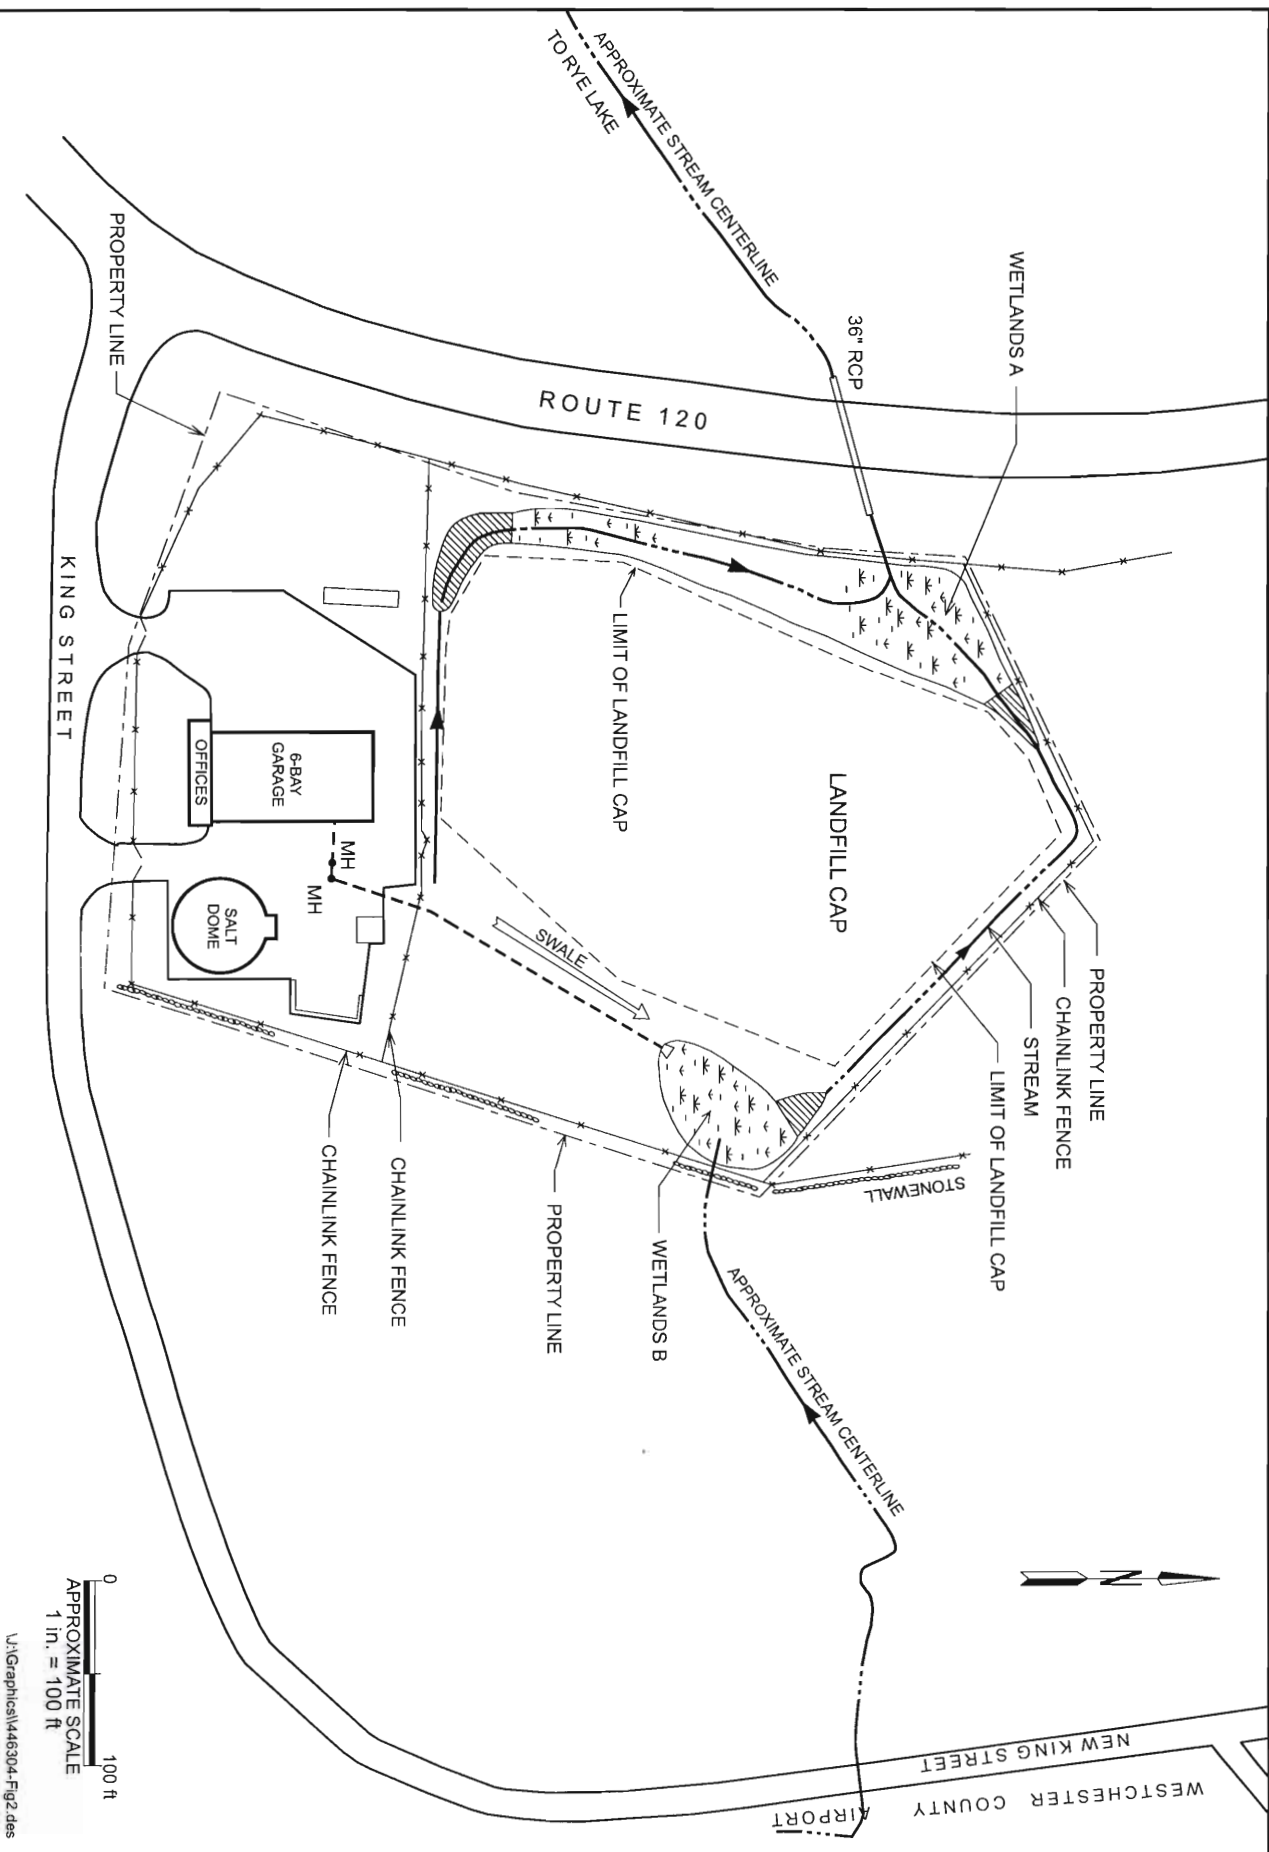 APPROXIMATE STREAM CENTERLINE
TO RYE LAKE
WETLANDS A
36" RCP
PROPERTY LINE
ROUTE 120
KING STREET
LIMIT OF LANDFILL CAP
LANDFILL CAP
OFFICES
6-BAY
GARAGE
MH
MH
SALT
DOME
SWALE
PROPERTY LINE
CHAINLINK FENCE
STREAM
LIMIT OF LANDFILL CAP
STONEWALL
WETLANDS B
PROPERTY LINE
CHAINLINK FENCE
CHAINLINK FENCE
APPROXIMATE STREAM CENTERLINE
N
NEW KING STREET
WESTCHESTER COUNTY AIRPORT
0 100 ft
APPROXIMATE SCALE
1 in. = 100 ft
\J:\Graphics\\446304-Fig2.des